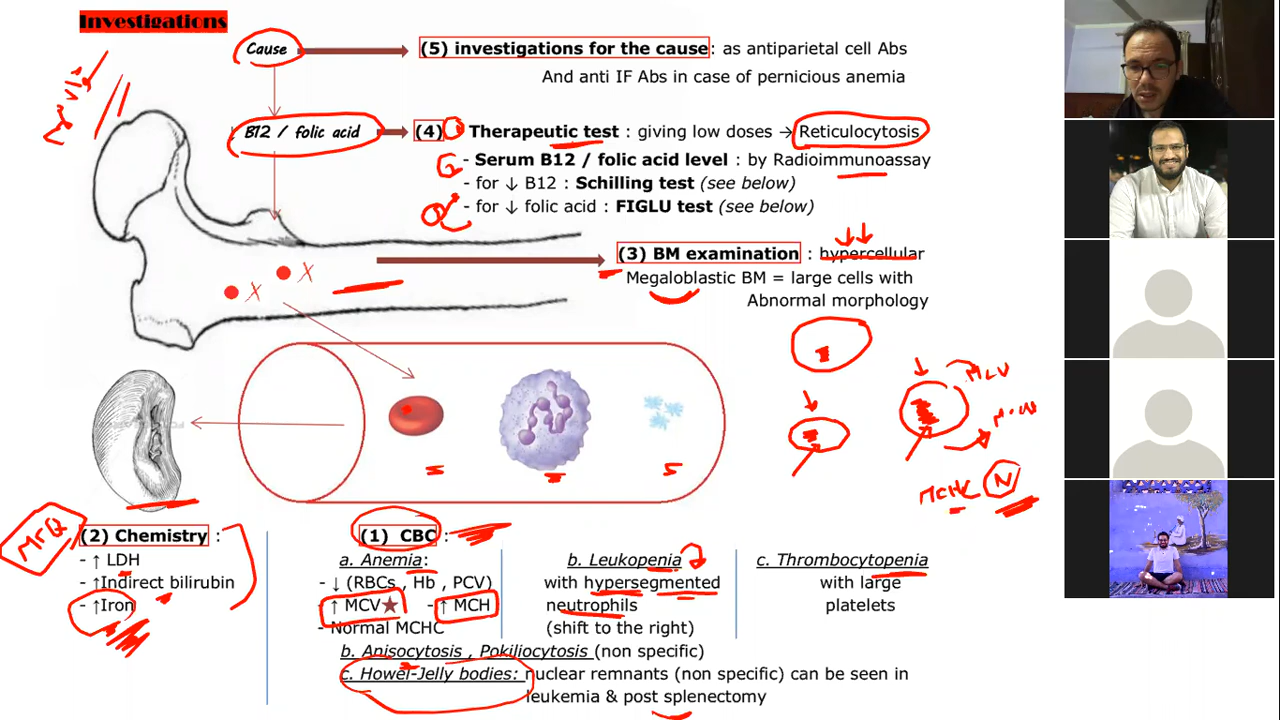 Investigations
Cause
(5) investigations for the cause: as antiparietal cell Abs
And anti IF Abs in case of pernicious anemia
B12 / folic acid
(4) Therapeutic test : giving low doses → Reticulocytosis
- Serum B12 / folic acid level : by Radioimmunoassay
- for ↓ B12 : Schilling test (see below)
- for ↓ folic acid : FIGLU test (see below)
(3) BM examination : hypercellular
Megaloblastic BM = large cells with
Abnormal morphology
X
X
MCV
MCHC N
MCQ
(2) Chemistry :
- ↑ LDH
- ↑Indirect bilirubin
- ↑Iron
(1) CBC :
a. Anemia:
- ↓ (RBCs , Hb , PCV)
- ↑ MCV★ - ↑ MCH
- Normal MCHC
b. Leukopenia
with hypersegmented
neutrophils
(shift to the right)
c. Thrombocytopenia
with large
platelets
b. Anisocytosis , Pokiliocytosis (non specific)
c. Howel-Jelly bodies: nuclear remnants (non specific) can be seen in
leukemia & post splenectomy